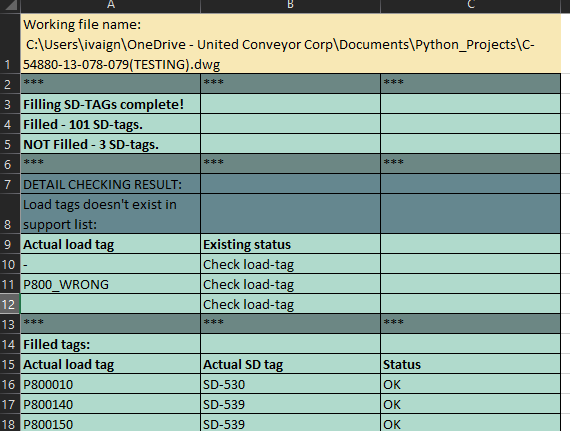 A B C
1 Working file name:
C:\Users\ivaign\OneDrive - United Conveyor Corp\Documents\Python_Projects\C-
54880-13-078-079(TESTING).dwg
2 *** *** ***
3 Filling SD-TAGs complete!
4 Filled - 101 SD-tags.
5 NOT Filled - 3 SD-tags.
6 *** *** ***
7 DETAIL CHECKING RESULT:
Load tags doesn't exist in
8 support list:
9 Actual load tag Existing status
10 - Check load-tag
11 P800_WRONG Check load-tag
12 Check load-tag
13 *** *** ***
14 Filled tags:
15 Actual load tag Actual SD tag Status
16 P800010 SD-530 OK
17 P800140 SD-539 OK
18 P800150 SD-539 OK